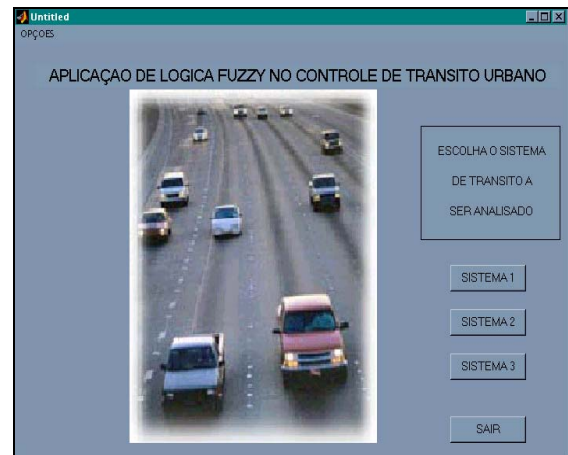 Untitled
OPÇOES
APLICAÇAO DE LOGICA FUZZY NO CONTROLE DE TRANSITO URBANO
ESCOLHA O SISTEMA
DE TRANSITO A
SER ANALISADO
SISTEMA 1
SISTEMA 2
SISTEMA 3
SAIR